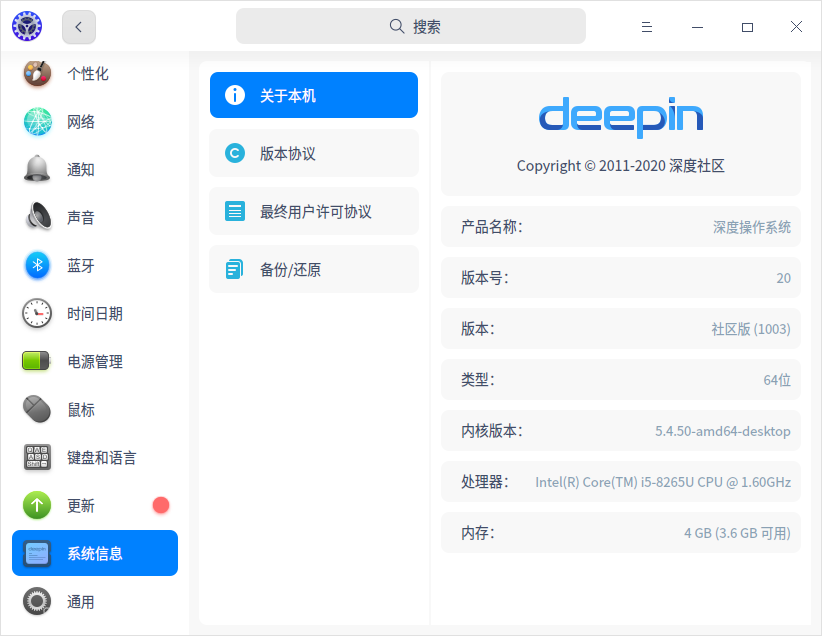 搜索
个性化
网络
通知
声音
蓝牙
时间日期
电源管理
鼠标
键盘和语言
更新
系统信息
通用
关于本机
版本协议
最终用户许可协议
备份/还原
deepin
Copyright © 2011-2020 深度社区
产品名称： 深度操作系统
版本号： 20
版本： 社区版 (1003)
类型： 64位
内核版本： 5.4.50-amd64-desktop
处理器： Intel(R) Core(TM) i5-8265U CPU @ 1.60GHz
内存： 4 GB (3.6 GB 可用)